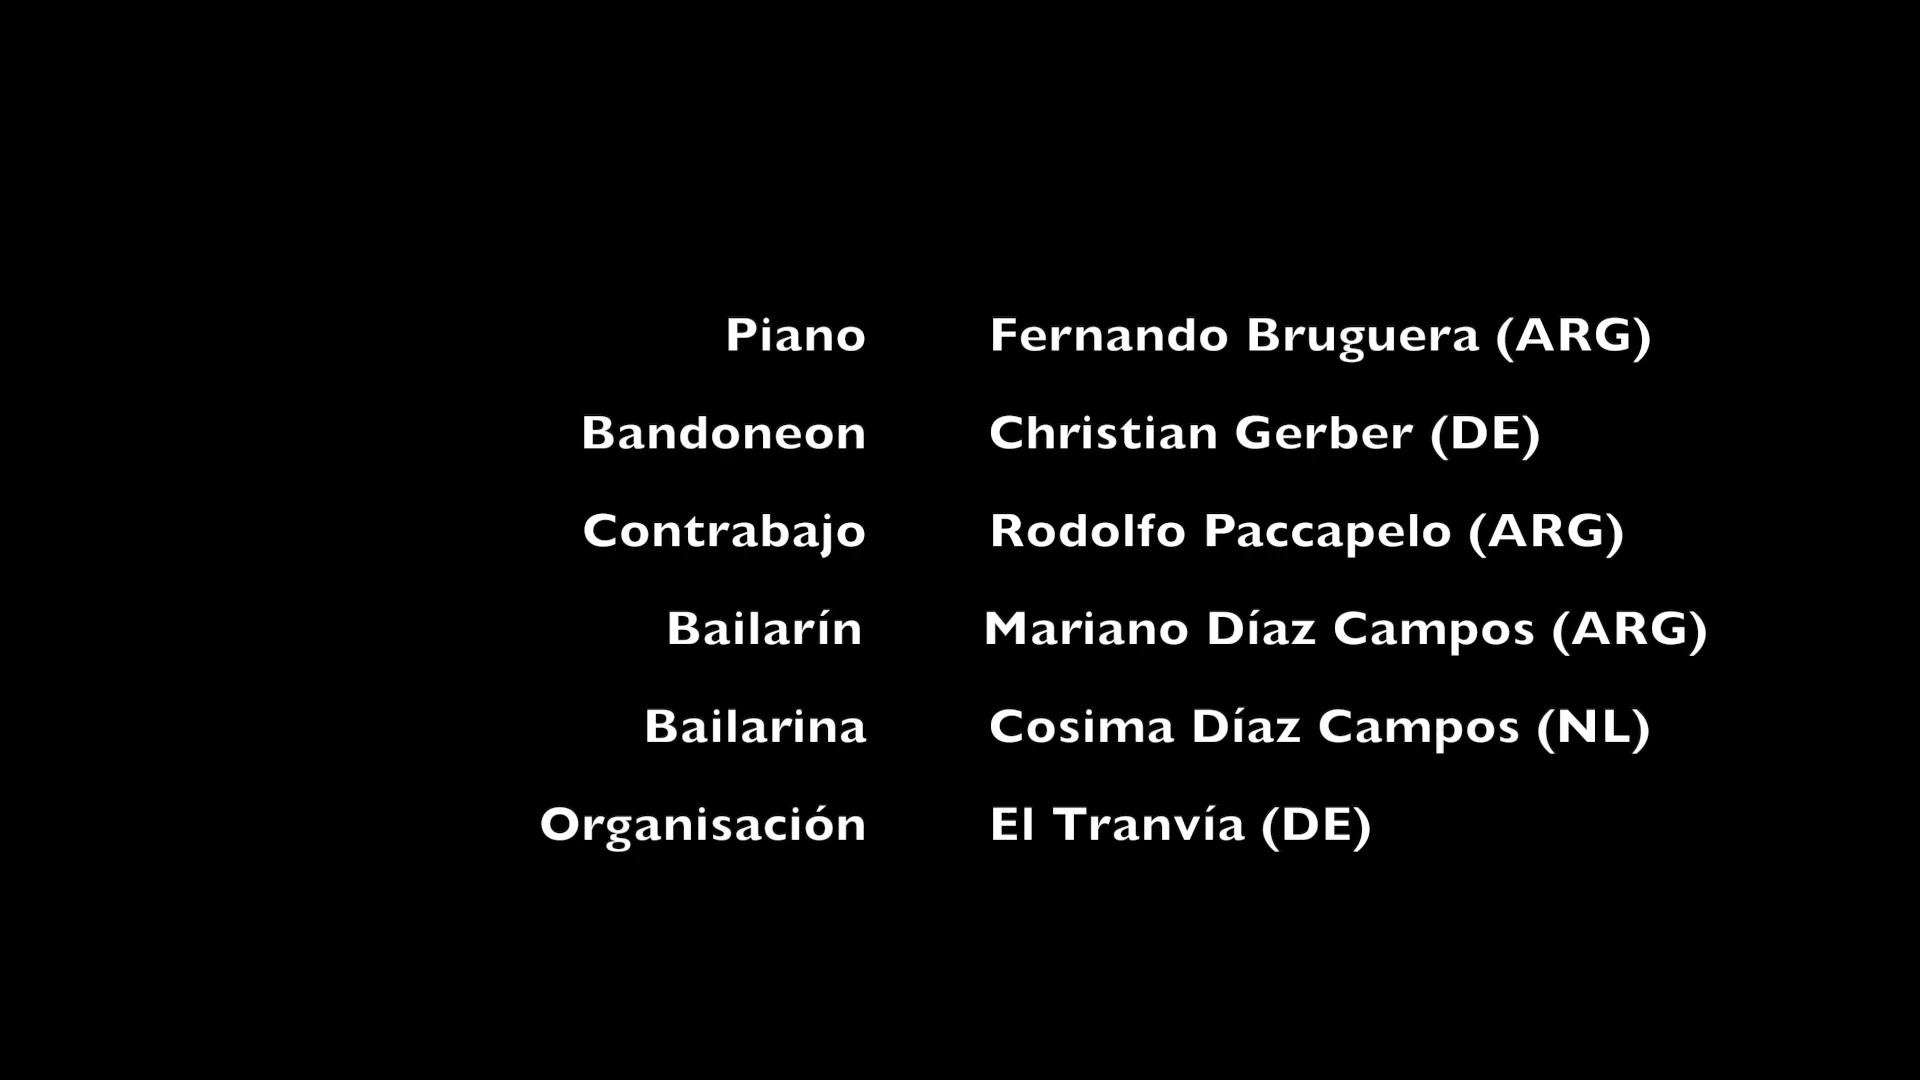 Piano Fernando Bruguera (ARG)
Bandoneon Christian Gerber (DE)
Contrabajo Rodolfo Paccapelo (ARG)
Bailarín Mariano Díaz Campos (ARG)
Bailarina Cosima Díaz Campos (NL)
Organisación El Tranvía (DE)